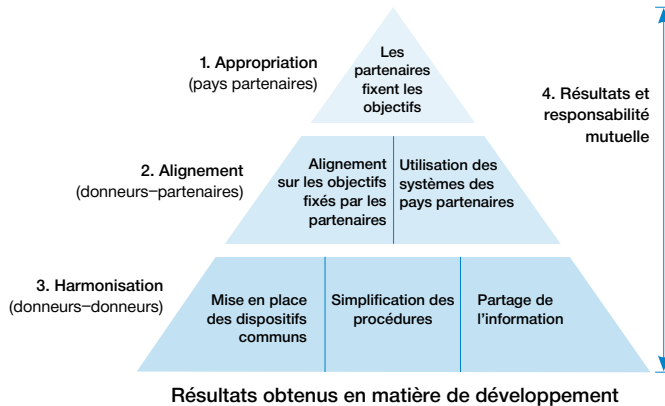 1. Appropriation
(pays partenaires)
Les
partenaires
fixent les
objectifs
4. Résultats et
responsabilité
mutuelle
2. Alignement
(donneurs–partenaires)
Alignement
sur les objectifs
fixés par les
partenaires
Utilisation des
systèmes des
pays partenaires
3. Harmonisation
(donneurs–donneurs)
Mise en place
des dispositifs
communs
Simplification des
procédures
Partage de
l’information
Résultats obtenus en matière de développement